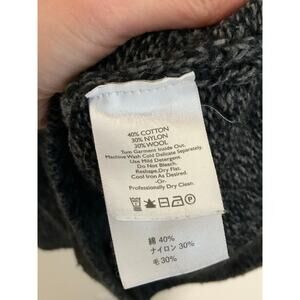 40% COTTON
30% NYLON
30% WOOL
Turn Garment Inside Out.
Machine Wash Cold Delicate Separately.
Use Mild Detergent.
Do Not Bleach.
Reshape, Dry Flat.
Cool Iron As Desired.
-Or-
Professionally Dry Clean.
綿 40%
ナイロン 30%
毛 30%